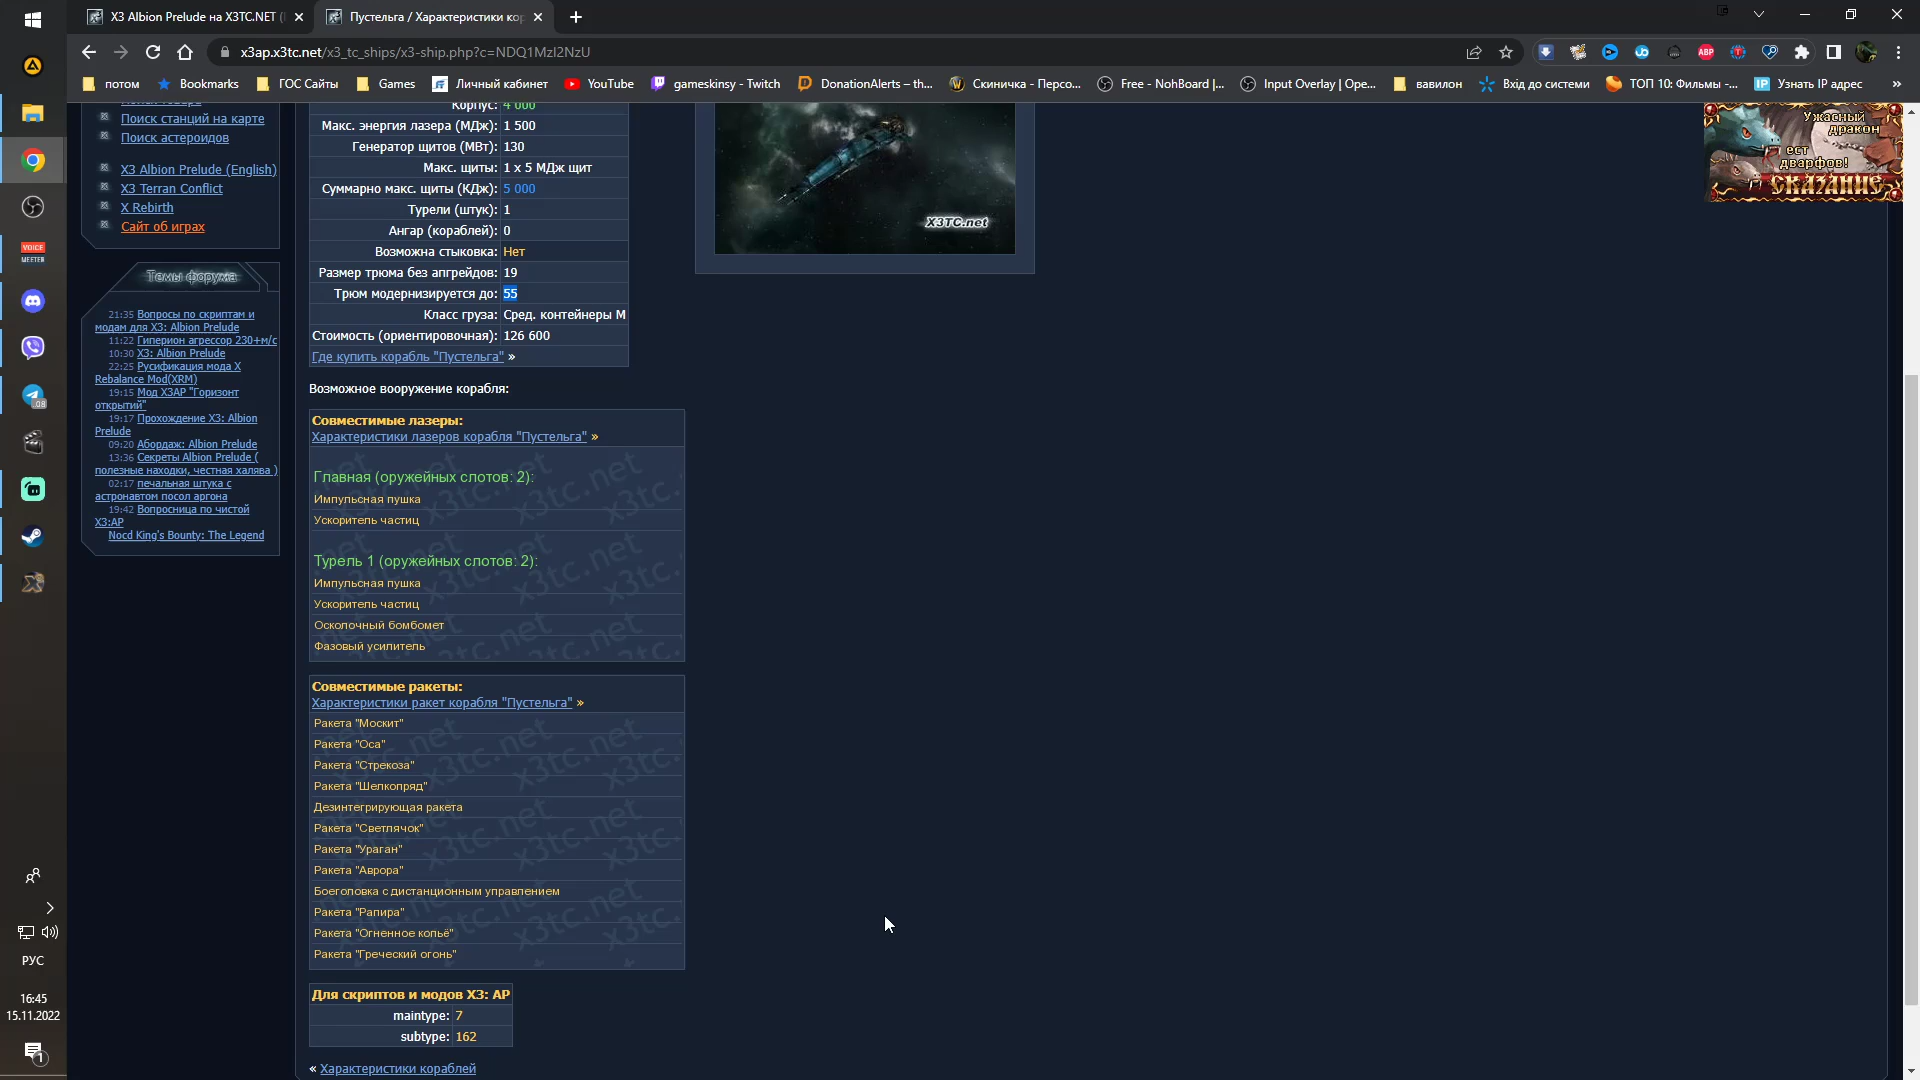 X3 Albion Prelude на X3TC.NET (
Пустельга / Характеристики кор
x3ap.x3tc.net/x3_tc_ships/x3-ship.php?c=NDQ1MzI2NzU
потом
Bookmarks
ГОС Сайты
Games
Личный кабинет
YouTube
gameskinsy - Twitch
DonationAlerts – th...
Скиничка - Персо...
Free - NohBoard |...
Input Overlay | Ope...
вавилон
Вхід до системи
ТОП 10: Фильмы -...
Узнать IP адрес
»
Поиск станций на карте
Поиск астероидов
X3 Albion Prelude (English)
X3 Terran Conflict
X Rebirth
Сайт об играх
Темы форума
21:35 Вопросы по скриптам и
модам для X3: Albion Prelude
11:22 Гиперион агрессор 230+м/с
10:30 X3: Albion Prelude
22:25 Русификация мода X
Rebalance Mod(XRM)
19:15 Мод X3AP "Горизонт
открытий"
19:17 Прохождение X3: Albion
Prelude
09:20 Абордаж: Albion Prelude
13:36 Секреты Albion Prelude (
полезные находки, честная халява )
02:17 печальная штука с
астронавтом посол аргона
19:42 Вопросница по чистой
X3:AP
Nocd King's Bounty: The Legend
Корпус: 4 000
Макс. энергия лазера (МДж): 1 500
Генератор щитов (МВт): 130
Макс. щиты: 1 x 5 МДж щит
Суммарно макс. щиты (КДж): 5 000
Турели (штук): 1
Ангар (кораблей): 0
Возможна стыковка: Нет
Размер трюма без апгрейдов: 19
Трюм модернизируется до: 55
Класс груза: Сред. контейнеры M
Стоимость (ориентировочная): 126 600
Где купить корабль "Пустельга" »
X3TC.net
Ужасный
дракон
ест
дварфов!
СКАЗАНИЕ
Возможное вооружение корабля:
Совместимые лазеры:
Характеристики лазеров корабля "Пустельга" »
Главная (оружейных слотов: 2):
Импульсная пушка
Ускоритель частиц
Турель 1 (оружейных слотов: 2):
Импульсная пушка
Ускоритель частиц
Осколочный бомбомет
Фазовый усилитель
Совместимые ракеты:
Характеристики ракет корабля "Пустельга" »
Ракета "Москит"
Ракета "Оса"
Ракета "Стрекоза"
Ракета "Шелкопряд"
Дезинтегрирующая ракета
Ракета "Светлячок"
Ракета "Ураган"
Ракета "Аврора"
Боеголовка с дистанционным управлением
Ракета "Рапира"
Ракета "Огненное копьё"
Ракета "Греческий огонь"
Для скриптов и модов X3: AP
maintype: 7
subtype: 162
« Характеристики кораблей
VOICE
MEETER
РУС
16:45
15.11.2022
1